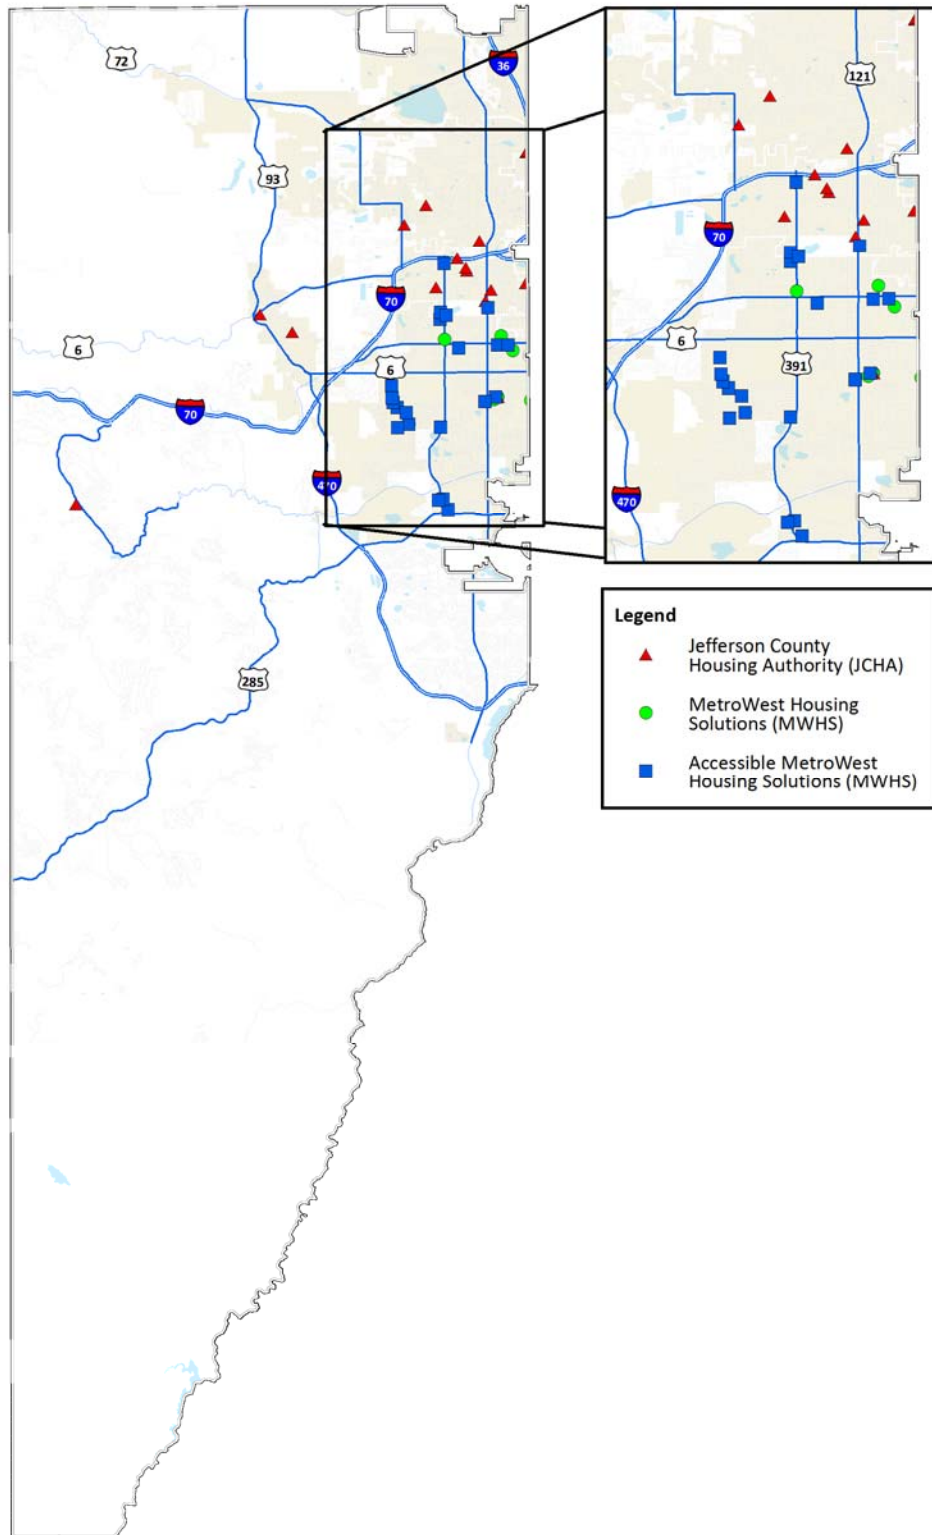 72
36
121
93
70
70
6
6
6
391
70
470
470
285
Legend
Jefferson County
Housing Authority (JCHA)
MetroWest Housing
Solutions (MWHS)
Accessible MetroWest
Housing Solutions (MWHS)